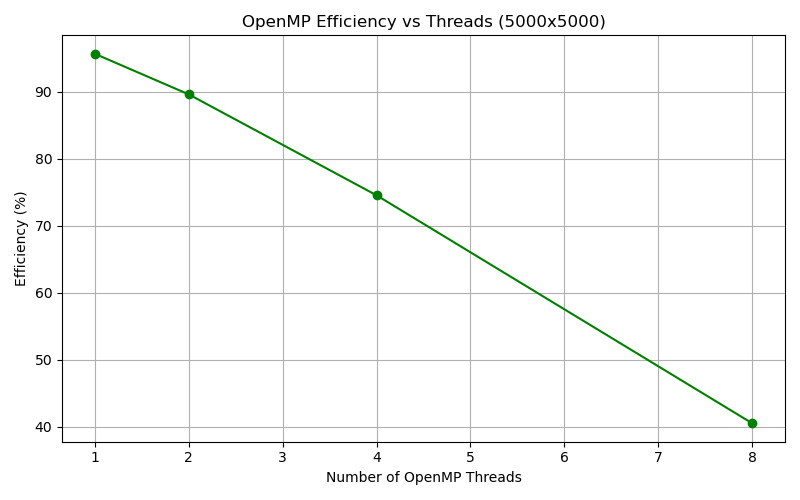 OpenMP Efficiency vs Threads (5000x5000)
Efficiency (%)
90
80
70
60
50
40
1 2 3 4 5 6 7 8
Number of OpenMP Threads